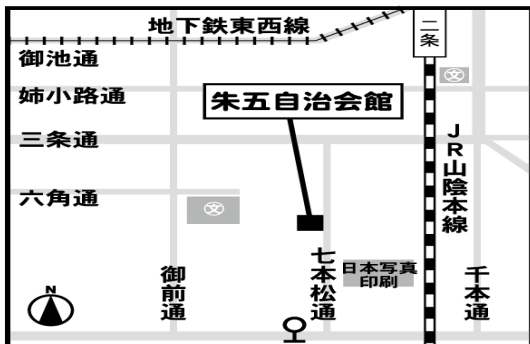 地下鉄東西線
二条
御池通
文
姉小路通
朱五自治会館
三条通
JR山陰本線
六角通
文
七本松通
日本写真
印刷
御前通
千本通
N